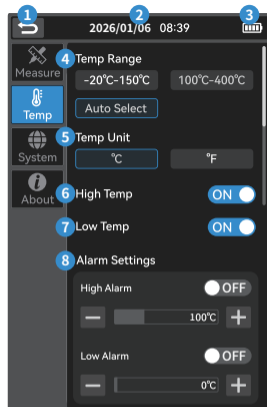 1 2 3
2026/01/06 08:39
Measure
Temp
System
About
4 Temp Range
-20°C-150°C 100°C-400°C
Auto Select
5 Temp Unit
°C °F
6 High Temp ON
7 Low Temp ON
8 Alarm Settings
High Alarm OFF
— 100°C +
Low Alarm OFF
— 0°C +